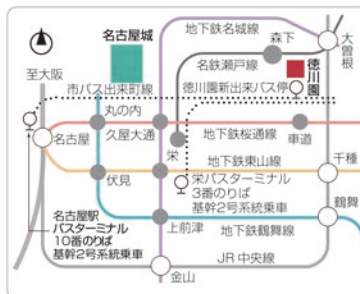 名古屋城
地下鉄名城線
大曽根
森下
名鉄瀬戸線
徳川園
至大阪
市バス出来町線
徳川園新出来バス停
丸の内
名古屋
久屋大通
地下鉄桜通線
車道
栄
地下鉄東山線
千種
伏見
栄バスターミナル
3番のりば
基幹2号系統乗車
名古屋駅
バスターミナル
10番のりば
基幹2号系統乗車
上前津
地下鉄鶴舞線
鶴舞
JR中央線
金山